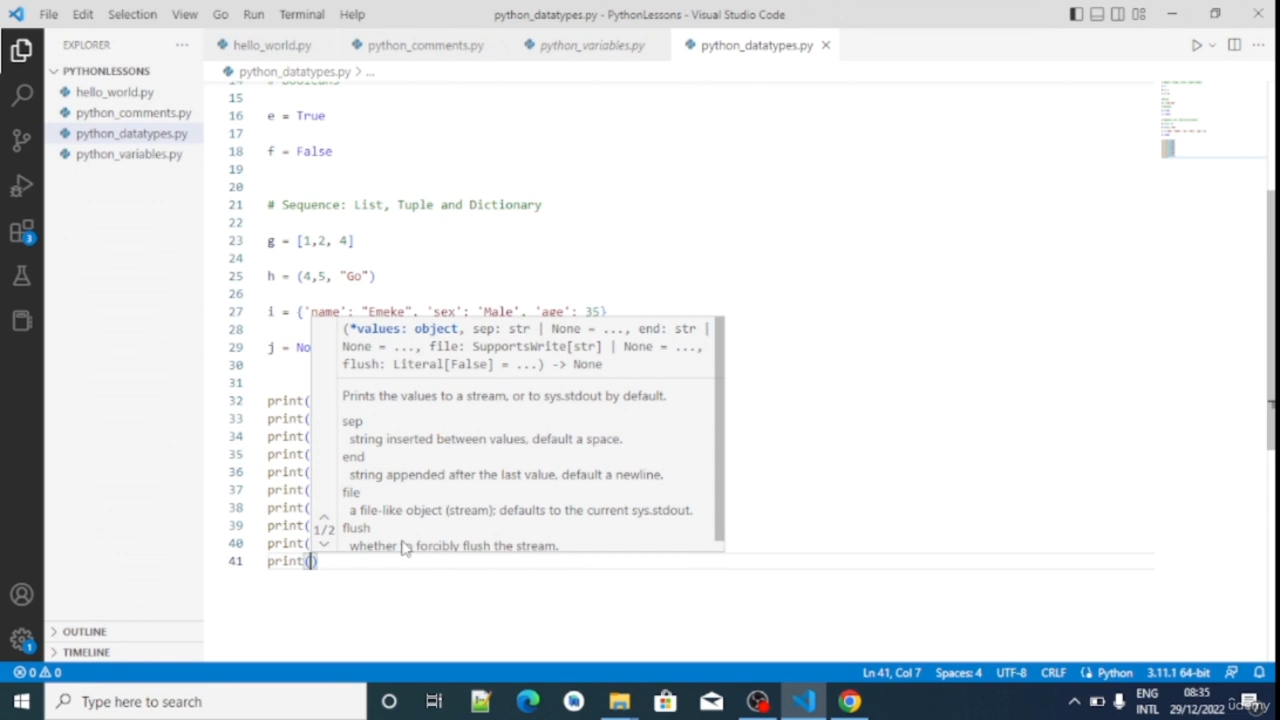 File Edit Selection View Go Run Terminal Help
python_datatypes.py - PythonLessons - Visual Studio Code
EXPLORER
hello_world.py
python_comments.py
python_variables.py
python_datatypes.py
PYTHONLESSONS
python_datatypes.py > ...
hello_world.py
python_comments.py
python_datatypes.py
python_variables.py
15
16 e = True
17
18 f = False
19
20
21 # Sequence: List, Tuple and Dictionary
22
23 g = [1,2, 4]
24
25 h = (4,5, "Go")
26
27 i = {'name': "Emeke", 'sex': 'Male', 'age': 35}
28
29 j = No
30
31
32 print(
33 print(
34 print(
35 print(
36 print(
37 print(
38 print(
39 print(
40 print(
41 print()
(*values: object, sep: str | None = ..., end: str |
None = ..., file: SupportsWrite[str] | None = ...,
flush: Literal[False] = ...) -> None
Prints the values to a stream, or to sys.stdout by default.
sep
string inserted between values, default a space.
end
string appended after the last value, default a newline.
file
a file-like object (stream); defaults to the current sys.stdout.
flush
1/2
whether forcibly flush the stream.
3
OUTLINE
TIMELINE
1
0 0
Ln 41, Col 7
Spaces: 4
UTF-8
CRLF
Python
3.11.1 64-bit
Type here to search
ENG
INTL
08:35
29/12/2022
udemy